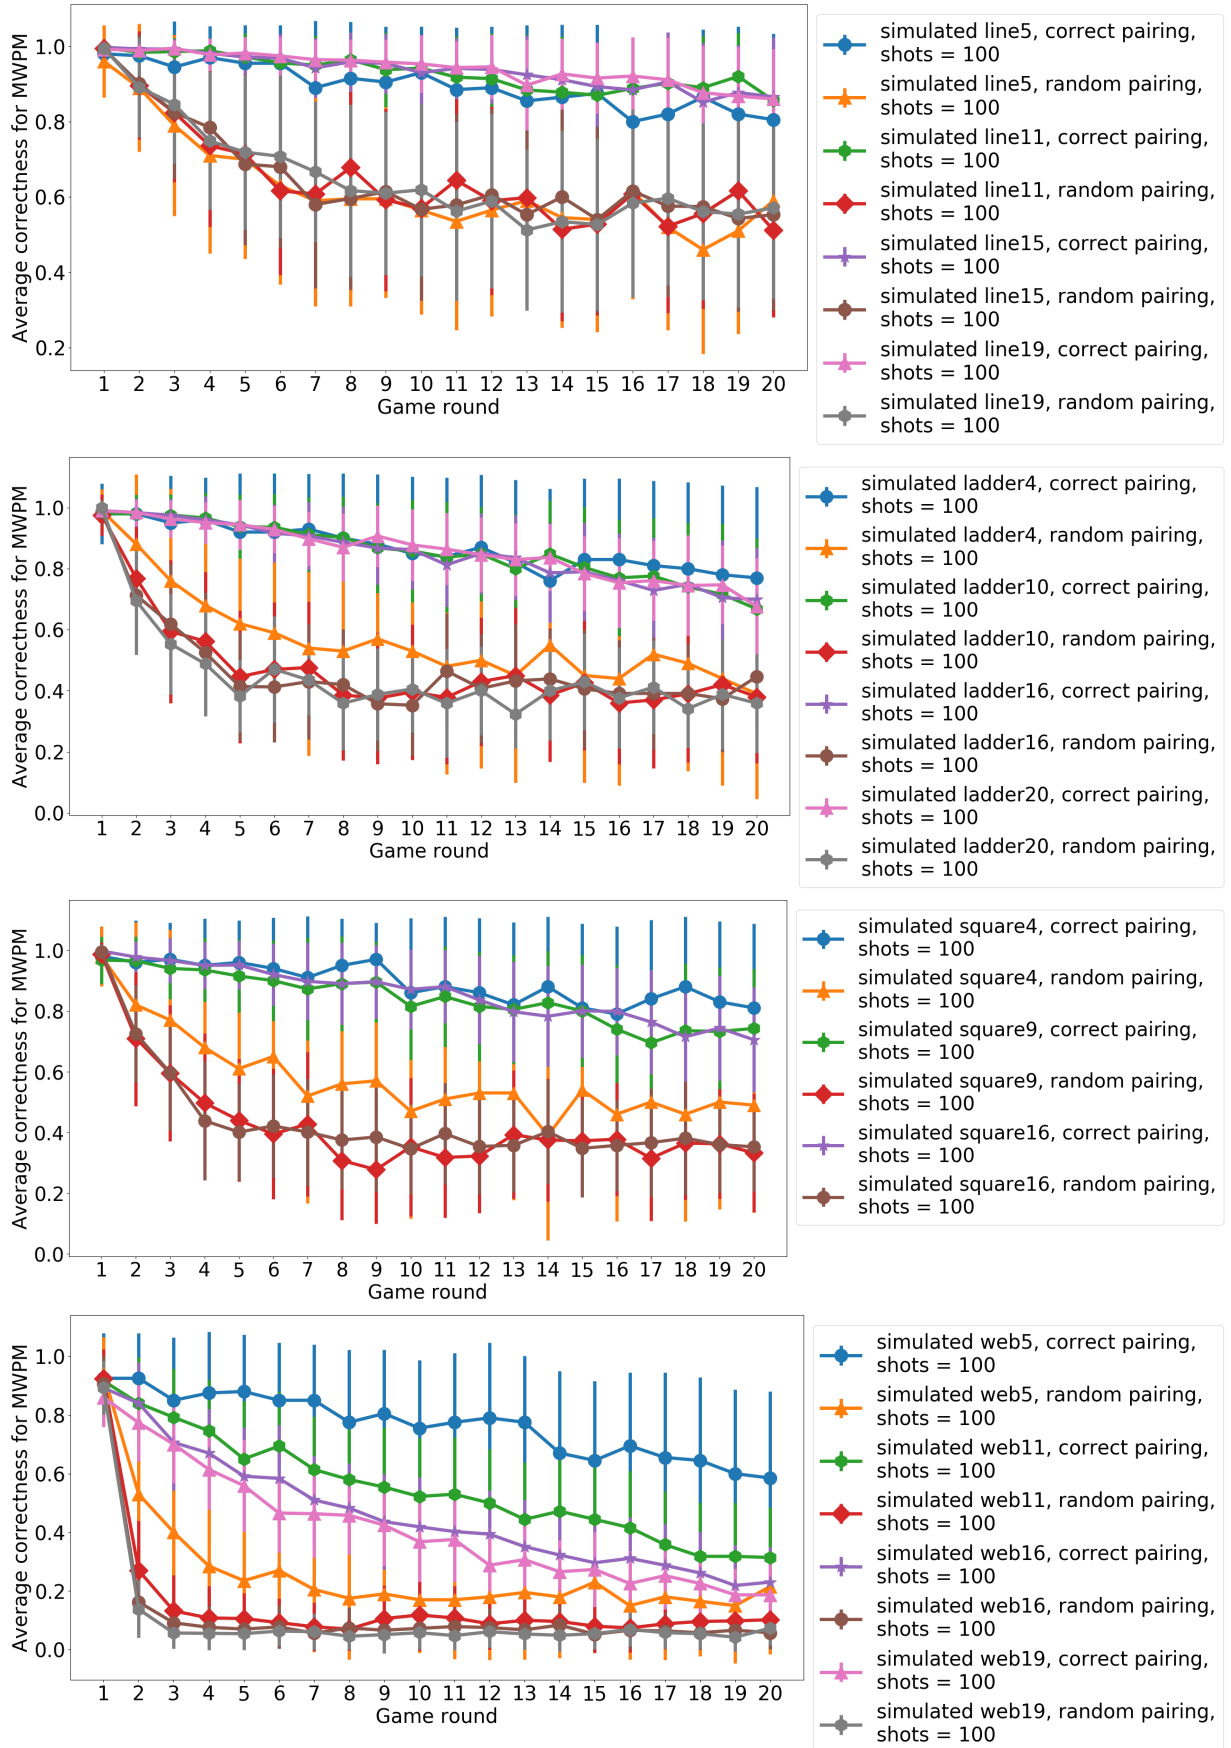 Average correctness for MWPM
1.0
0.8
0.6
0.4
0.2
1 2 3 4 5 6 7 8 9 10 11 12 13 14 15 16 17 18 19 20
Game round
simulated line5, correct pairing,
shots = 100
simulated line5, random pairing,
shots = 100
simulated line11, correct pairing,
shots = 100
simulated line11, random pairing,
shots = 100
simulated line15, correct pairing,
shots = 100
simulated line15, random pairing,
shots = 100
simulated line19, correct pairing,
shots = 100
simulated line19, random pairing,
shots = 100
Average correctness for MWPM
1.0
0.8
0.6
0.4
0.2
0.0
1 2 3 4 5 6 7 8 9 10 11 12 13 14 15 16 17 18 19 20
Game round
simulated ladder4, correct pairing,
shots = 100
simulated ladder4, random pairing,
shots = 100
simulated ladder10, correct pairing,
shots = 100
simulated ladder10, random pairing,
shots = 100
simulated ladder16, correct pairing,
shots = 100
simulated ladder16, random pairing,
shots = 100
simulated ladder20, correct pairing,
shots = 100
simulated ladder20, random pairing,
shots = 100
Average correctness for MWPM
1.0
0.8
0.6
0.4
0.2
0.0
1 2 3 4 5 6 7 8 9 10 11 12 13 14 15 16 17 18 19 20
Game round
simulated square4, correct pairing,
shots = 100
simulated square4, random pairing,
shots = 100
simulated square9, correct pairing,
shots = 100
simulated square9, random pairing,
shots = 100
simulated square16, correct pairing,
shots = 100
simulated square16, random pairing,
shots = 100
Average correctness for MWPM
1.0
0.8
0.6
0.4
0.2
0.0
1 2 3 4 5 6 7 8 9 10 11 12 13 14 15 16 17 18 19 20
Game round
simulated web5, correct pairing,
shots = 100
simulated web5, random pairing,
shots = 100
simulated web11, correct pairing,
shots = 100
simulated web11, random pairing,
shots = 100
simulated web16, correct pairing,
shots = 100
simulated web16, random pairing,
shots = 100
simulated web19, correct pairing,
shots = 100
simulated web19, random pairing,
shots = 100